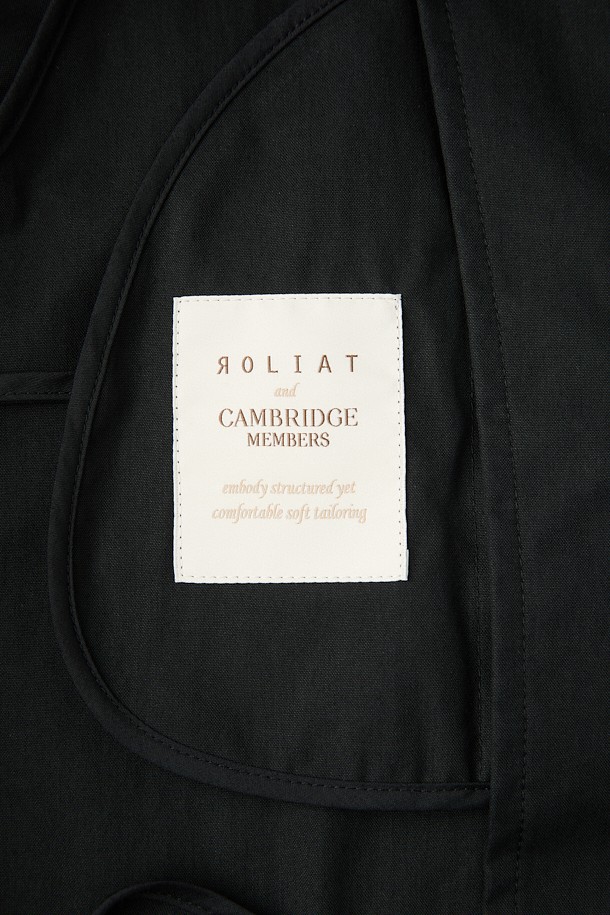 ЯOLIAT
and
CAMBRIDGE
MEMBERS
embody structured yet
comfortable soft tailoring